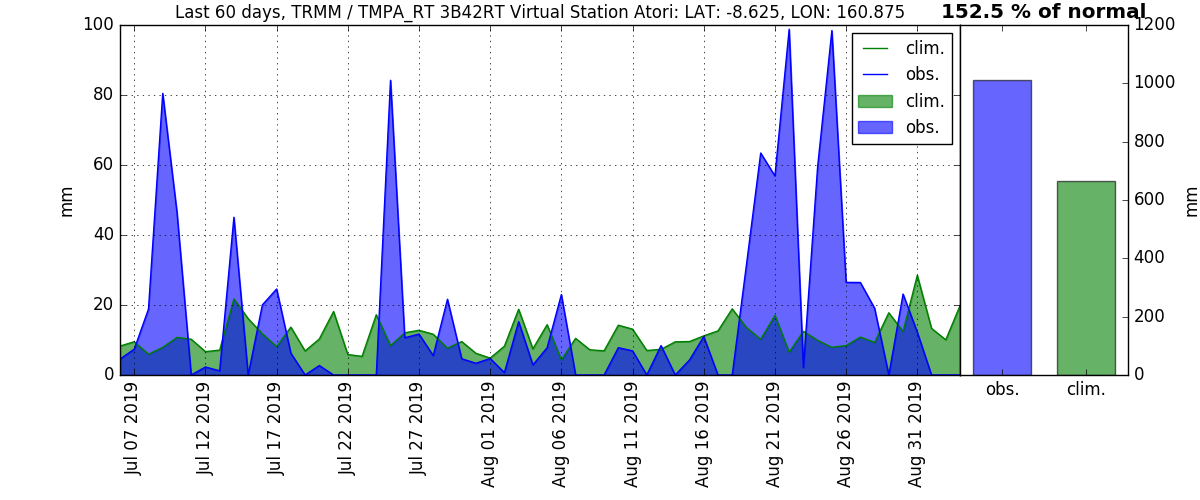 Last 60 days, TRMM / TMPA_RT 3B42RT Virtual Station Atori: LAT: -8.625, LON: 160.875
152.5 % of normal
100
80
60
40
20
0
mm
clim.
obs.
clim.
obs.
1200
1000
800
600
400
200
0
mm
obs.
clim.
Jul 07 2019
Jul 12 2019
Jul 17 2019
Jul 22 2019
Jul 27 2019
Aug 01 2019
Aug 06 2019
Aug 11 2019
Aug 16 2019
Aug 21 2019
Aug 26 2019
Aug 31 2019